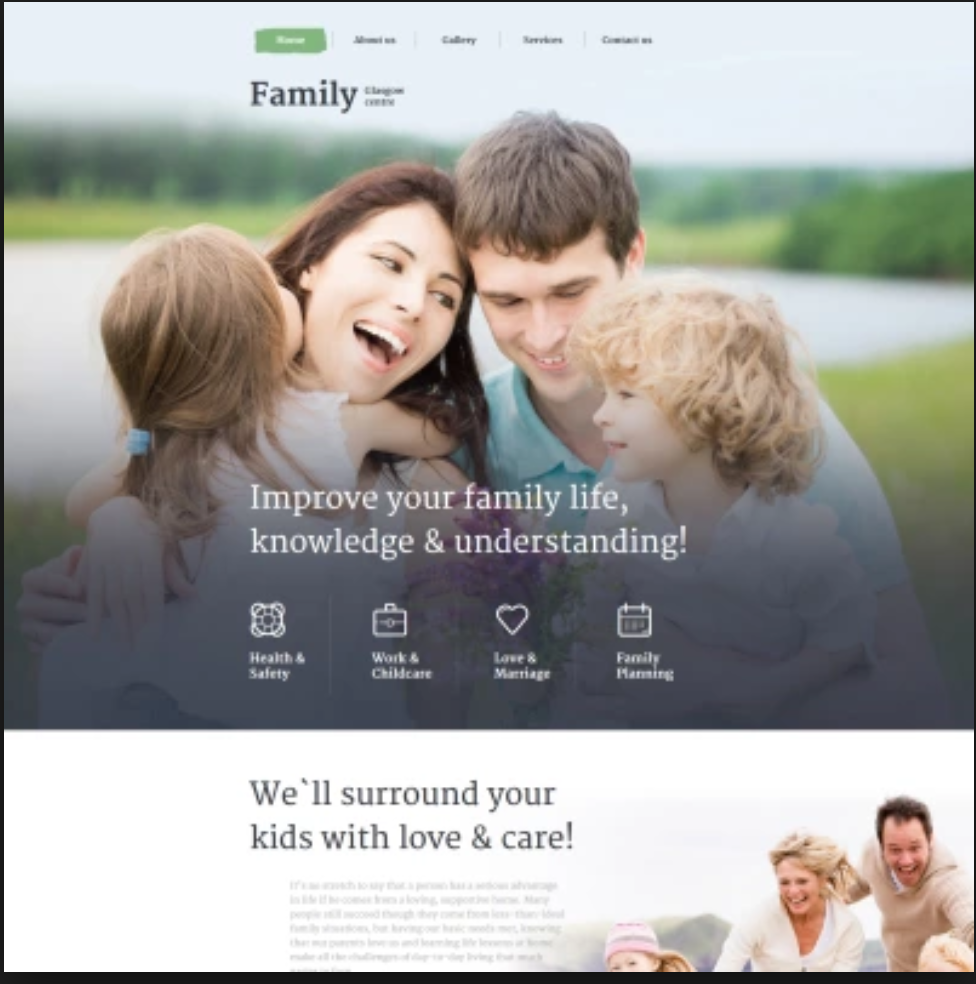 Home About us Gallery Services Contact us
Family Glasgow
centre
Improve your family life,
knowledge & understanding!
Health &
Safety
Work &
Childcare
Love &
Marriage
Family
Planning
We`ll surround your
kids with love & care!
It's no stretch to say that a person has a serious advantage
in life if he comes from a loving, supportive home. Many
people still succeed though they come from less-than-ideal
family situations, but having our basic needs met, knowing
that our parents love us and learning life lessons at home
make all the challenges of day-to-day living that much